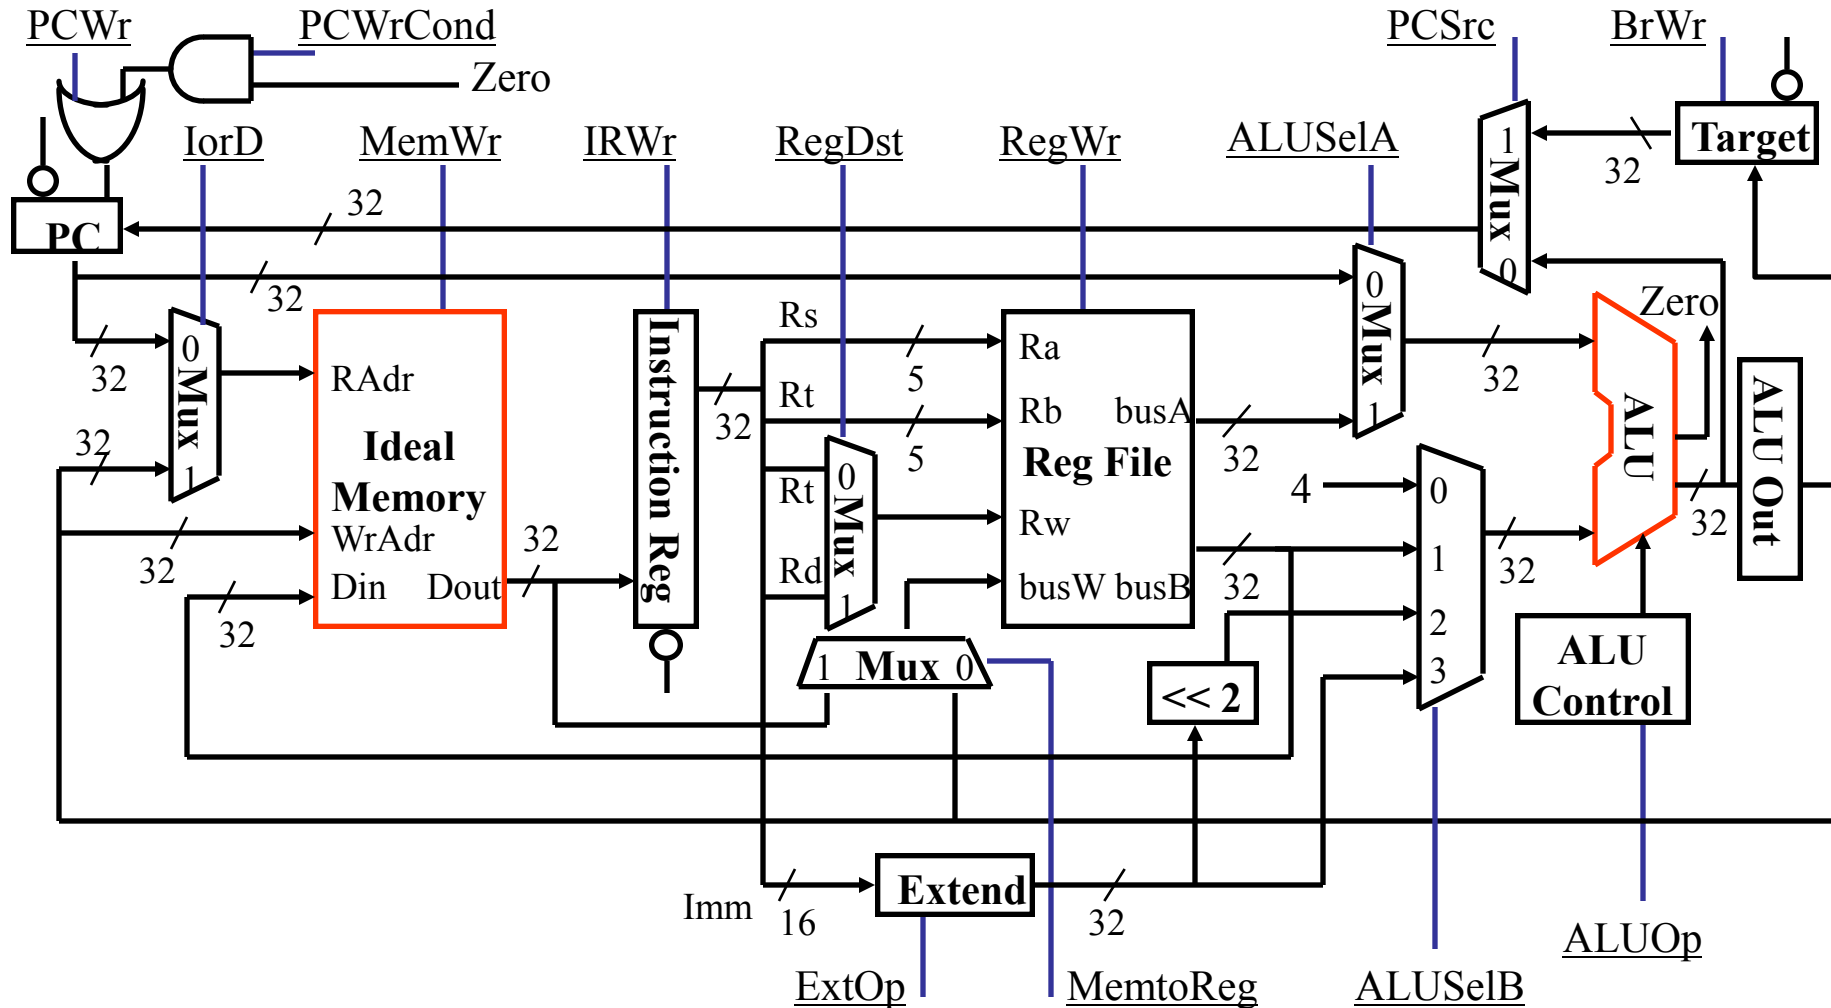 PCWr
PCWrCond
PCSrc
BrWr
Zero
IorD
MemWr
IRWr
RegDst
RegWr
ALUSelA
1
Mux
0
Target
32
PC
32
32
0
Mux
1
32
32
RAdr
Ideal
Memory
WrAdr
32
Din
Dout
32
32
Instruction Reg
32
Rs
5
Rt
5
Rt
Rd
0
Mux
1
Ra
Rb
busA
Reg File
Rw
busW
busB
32
32
0
Mux
1
32
4
0
1
2
3
32
Zero
ALU
32
ALU Out
1
Mux
0
<< 2
ALU
Control
Imm
16
Extend
32
ExtOp
MemtoReg
ALUSelB
ALUOp